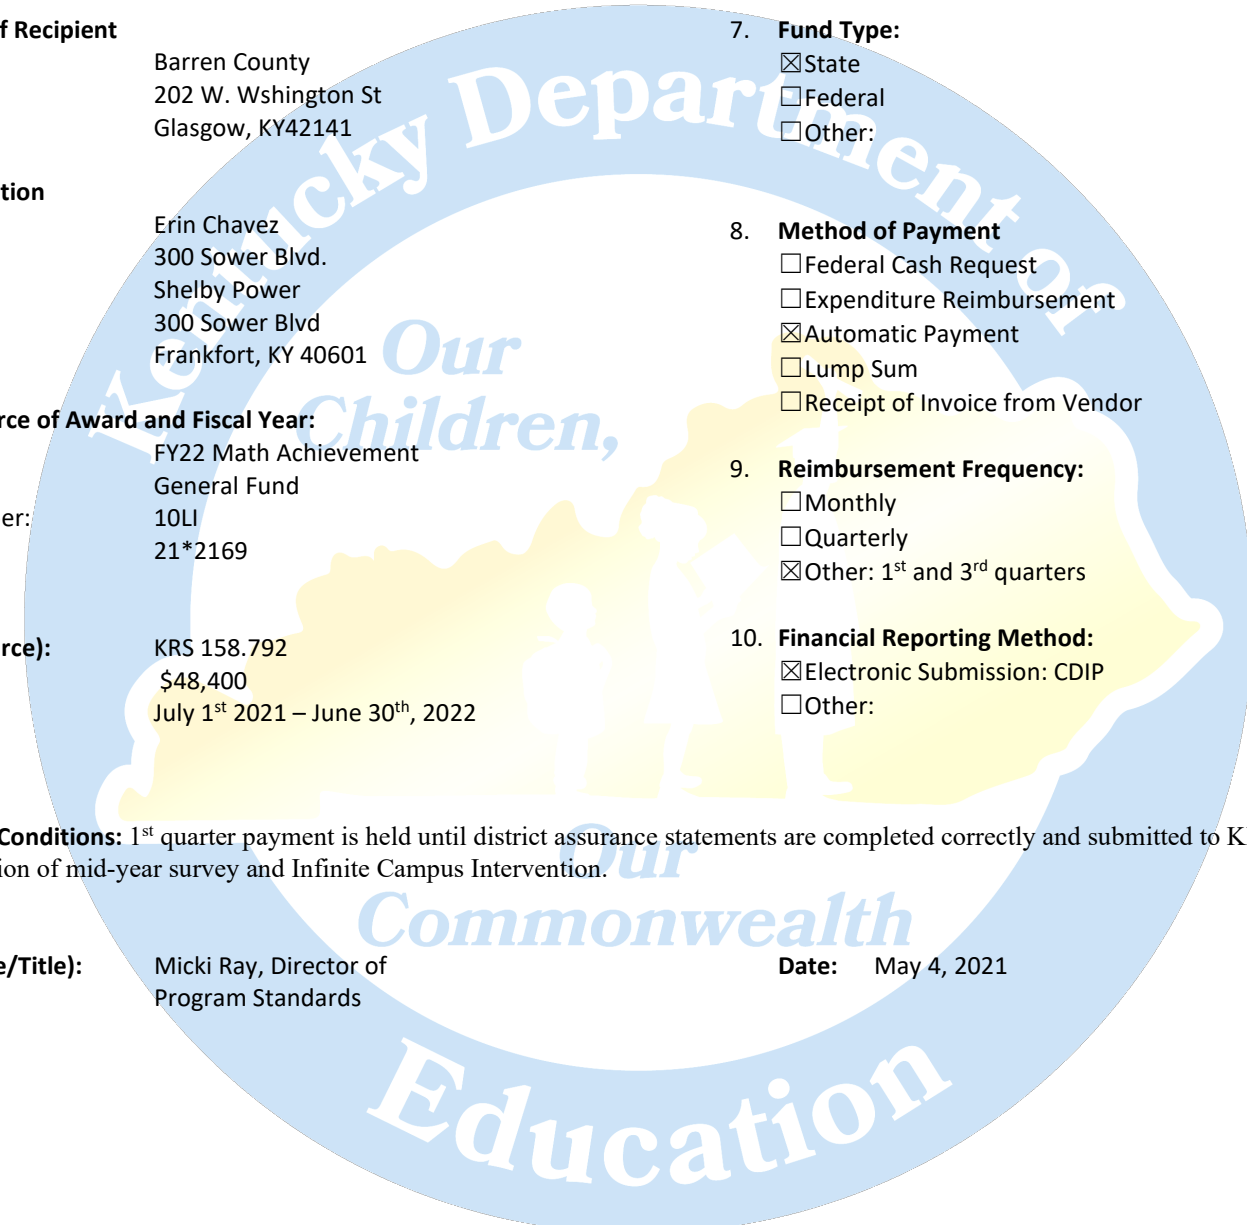 f Recipient
Barren County
202 W. Wshington St
Glasgow, KY42141
tion
Erin Chavez
300 Sower Blvd.
Shelby Power
300 Sower Blvd
Frankfort, KY 40601
rce of Award and Fiscal Year:
FY22 Math Achievement
General Fund
er: 10LI
21*2169
rce): KRS 158.792
$48,400
July 1st 2021 – June 30th, 2022
7. Fund Type:
☒State
☐Federal
☐Other:
8. Method of Payment
☐Federal Cash Request
☐Expenditure Reimbursement
☒Automatic Payment
☐Lump Sum
☐Receipt of Invoice from Vendor
9. Reimbursement Frequency:
☐Monthly
☐Quarterly
☒Other: 1st and 3rd quarters
10. Financial Reporting Method:
☒Electronic Submission: CDIP
☐Other:
Conditions: 1st quarter payment is held until district assurance statements are completed correctly and submitted to K
ion of mid-year survey and Infinite Campus Intervention.
e/Title): Micki Ray, Director of
Program Standards
Date: May 4, 2021
Kentucky Department of
Education
Our
Children,
Our
Commonwealth